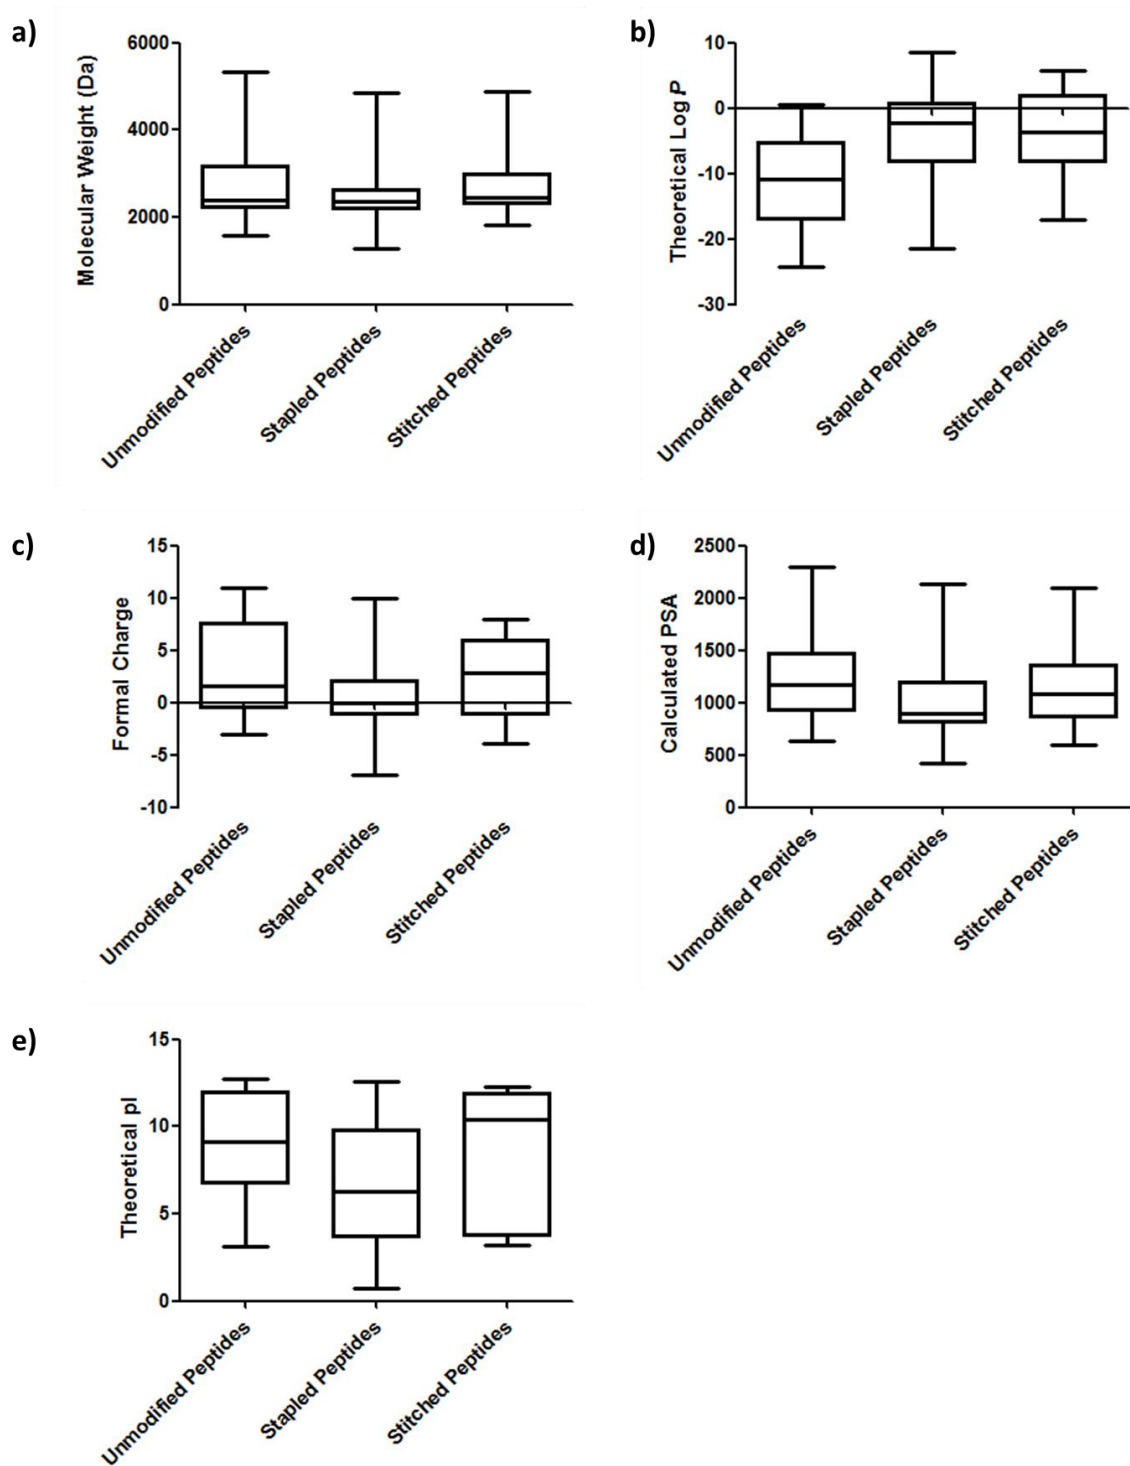 a)
Molecular Weight (Da)
6000
4000
2000
0
Unmodified Peptides
Stapled Peptides
Stitched Peptides
b)
Theoretical Log P
10
0
-10
-20
-30
Unmodified Peptides
Stapled Peptides
Stitched Peptides
c)
Formal Charge
15
10
5
0
-5
-10
Unmodified Peptides
Stapled Peptides
Stitched Peptides
d)
Calculated PSA
2500
2000
1500
1000
500
0
Unmodified Peptides
Stapled Peptides
Stitched Peptides
e)
Theoretical pI
15
10
5
0
Unmodified Peptides
Stapled Peptides
Stitched Peptides